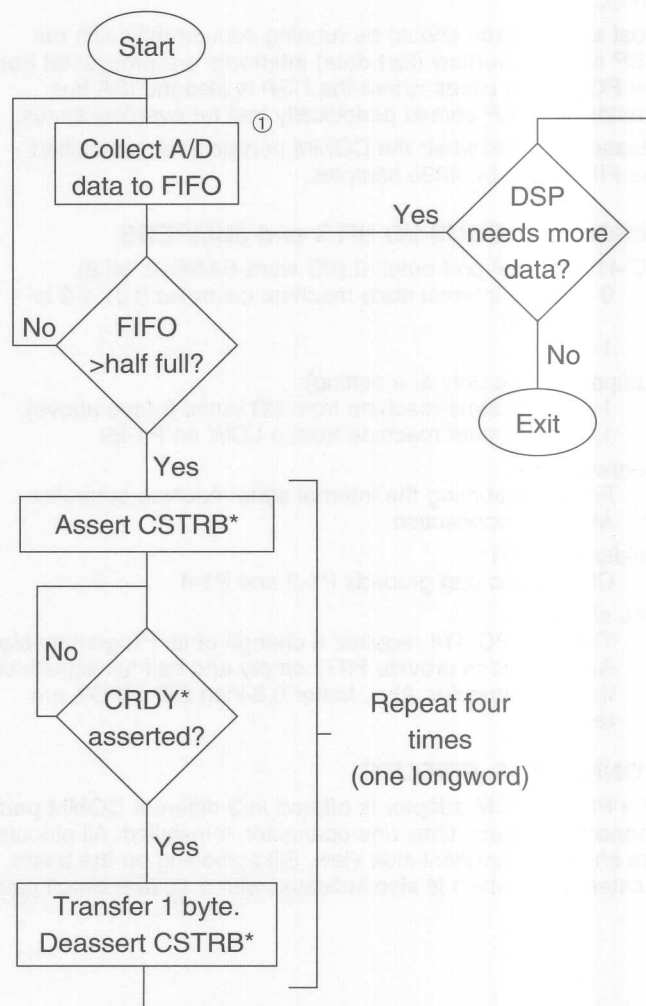 Start
①
Collect A/D
data to FIFO
No
FIFO
>half full?
Yes
Assert CSTRB*
No
CRD*
asserted?
Yes
Transfer 1 byte.
Deassert CSTRB*
Repeat four
times
(one longword)
Yes
DSP
needs more
data?
No
Exit